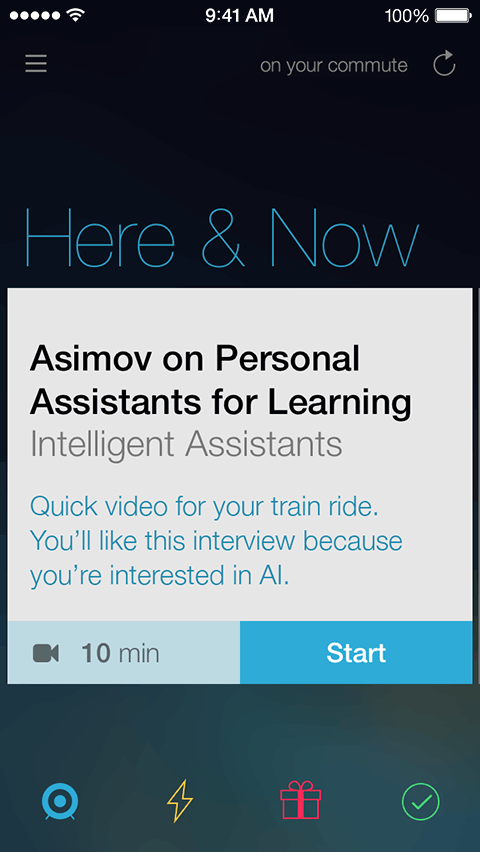 9:41 AM 100%
on your commute
Here & Now
Asimov on Personal
Assistants for Learning
Intelligent Assistants
Quick video for your train ride.
You’ll like this interview because
you’re interested in AI.
10 min Start